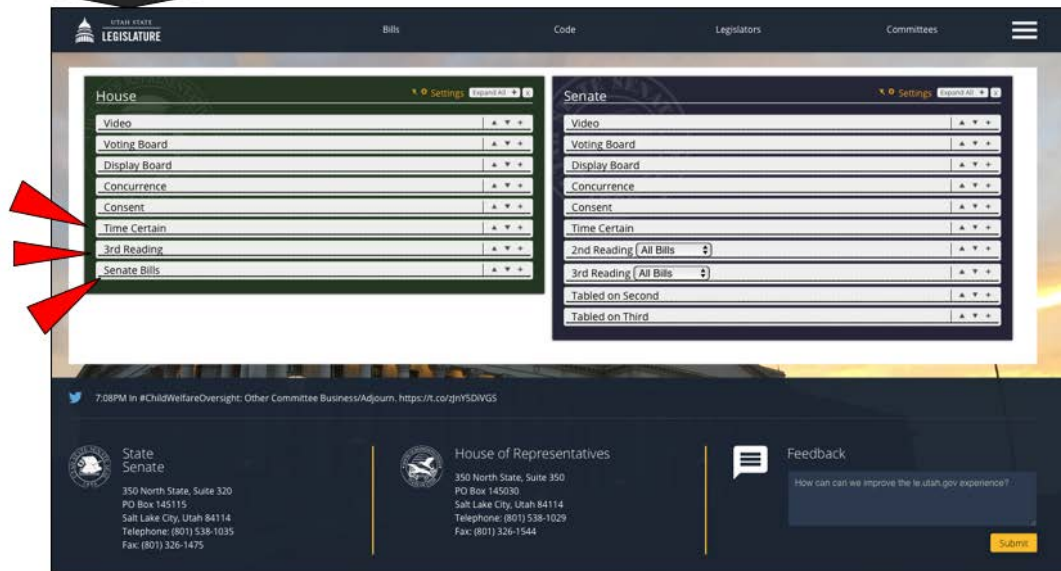 UTAH STATE
LEGISLATURE
Bills
Code
Legislators
Committees
House
Settings Expand All + x
Video
Voting Board
Display Board
Concurrence
Consent
Time Certain
3rd Reading
Senate Bills
Senate
Settings Expand All + x
Video
Voting Board
Display Board
Concurrence
Consent
Time Certain
2nd Reading All Bills
3rd Reading All Bills
Tabled on Second
Tabled on Third
7:08PM In #ChildWelfareOversight: Other Committee Business/Adjourn. https://t.co/zJnY5DiVGS
State
Senate
350 North State, Suite 320
PO Box 145115
Salt Lake City, Utah 84114
Telephone: (801) 538-1035
Fax: (801) 326-1475
House of Representatives
350 North State, Suite 350
PO Box 145030
Salt Lake City, Utah 84114
Telephone: (801) 538-1029
Fax: (801) 326-1544
Feedback
How can can we improve the le.utah.gov experience?
Submit